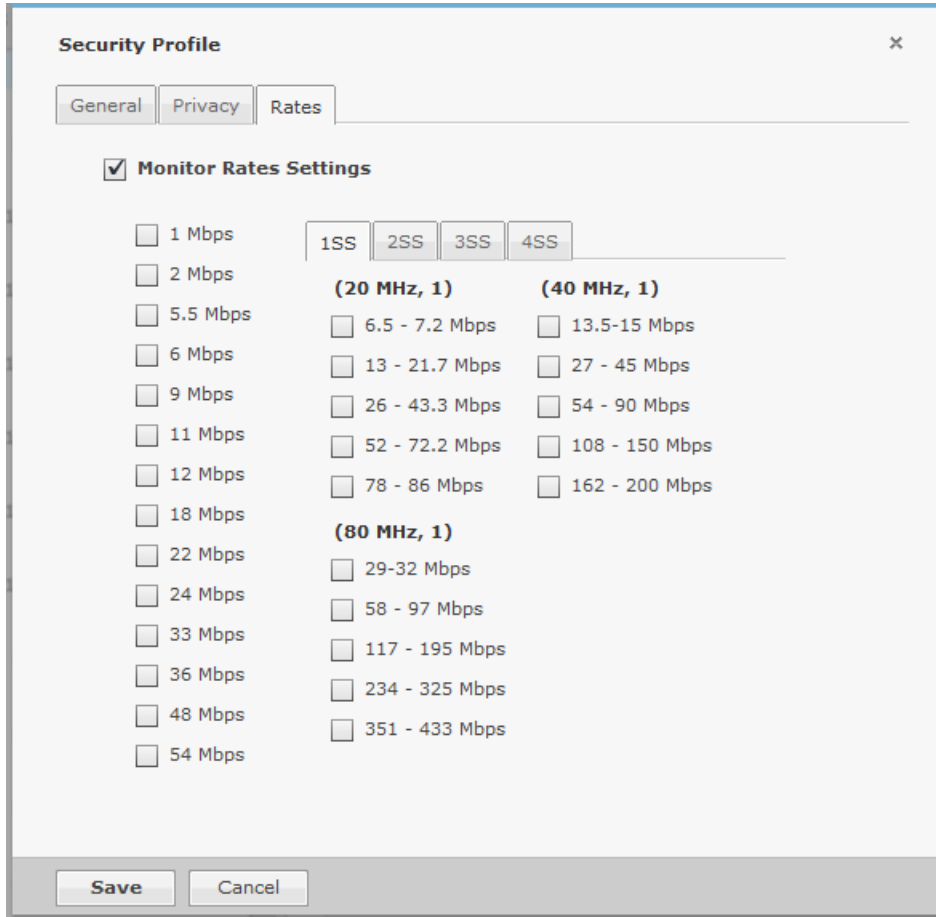 Security Profile
General Privacy Rates
Monitor Rates Settings
1 Mbps
2 Mbps
5.5 Mbps
6 Mbps
9 Mbps
11 Mbps
12 Mbps
18 Mbps
22 Mbps
24 Mbps
33 Mbps
36 Mbps
48 Mbps
54 Mbps
1SS 2SS 3SS 4SS
(20 MHz, 1)
6.5 - 7.2 Mbps
13 - 21.7 Mbps
26 - 43.3 Mbps
52 - 72.2 Mbps
78 - 86 Mbps
(40 MHz, 1)
13.5-15 Mbps
27 - 45 Mbps
54 - 90 Mbps
108 - 150 Mbps
162 - 200 Mbps
(80 MHz, 1)
29-32 Mbps
58 - 97 Mbps
117 - 195 Mbps
234 - 325 Mbps
351 - 433 Mbps
Save Cancel